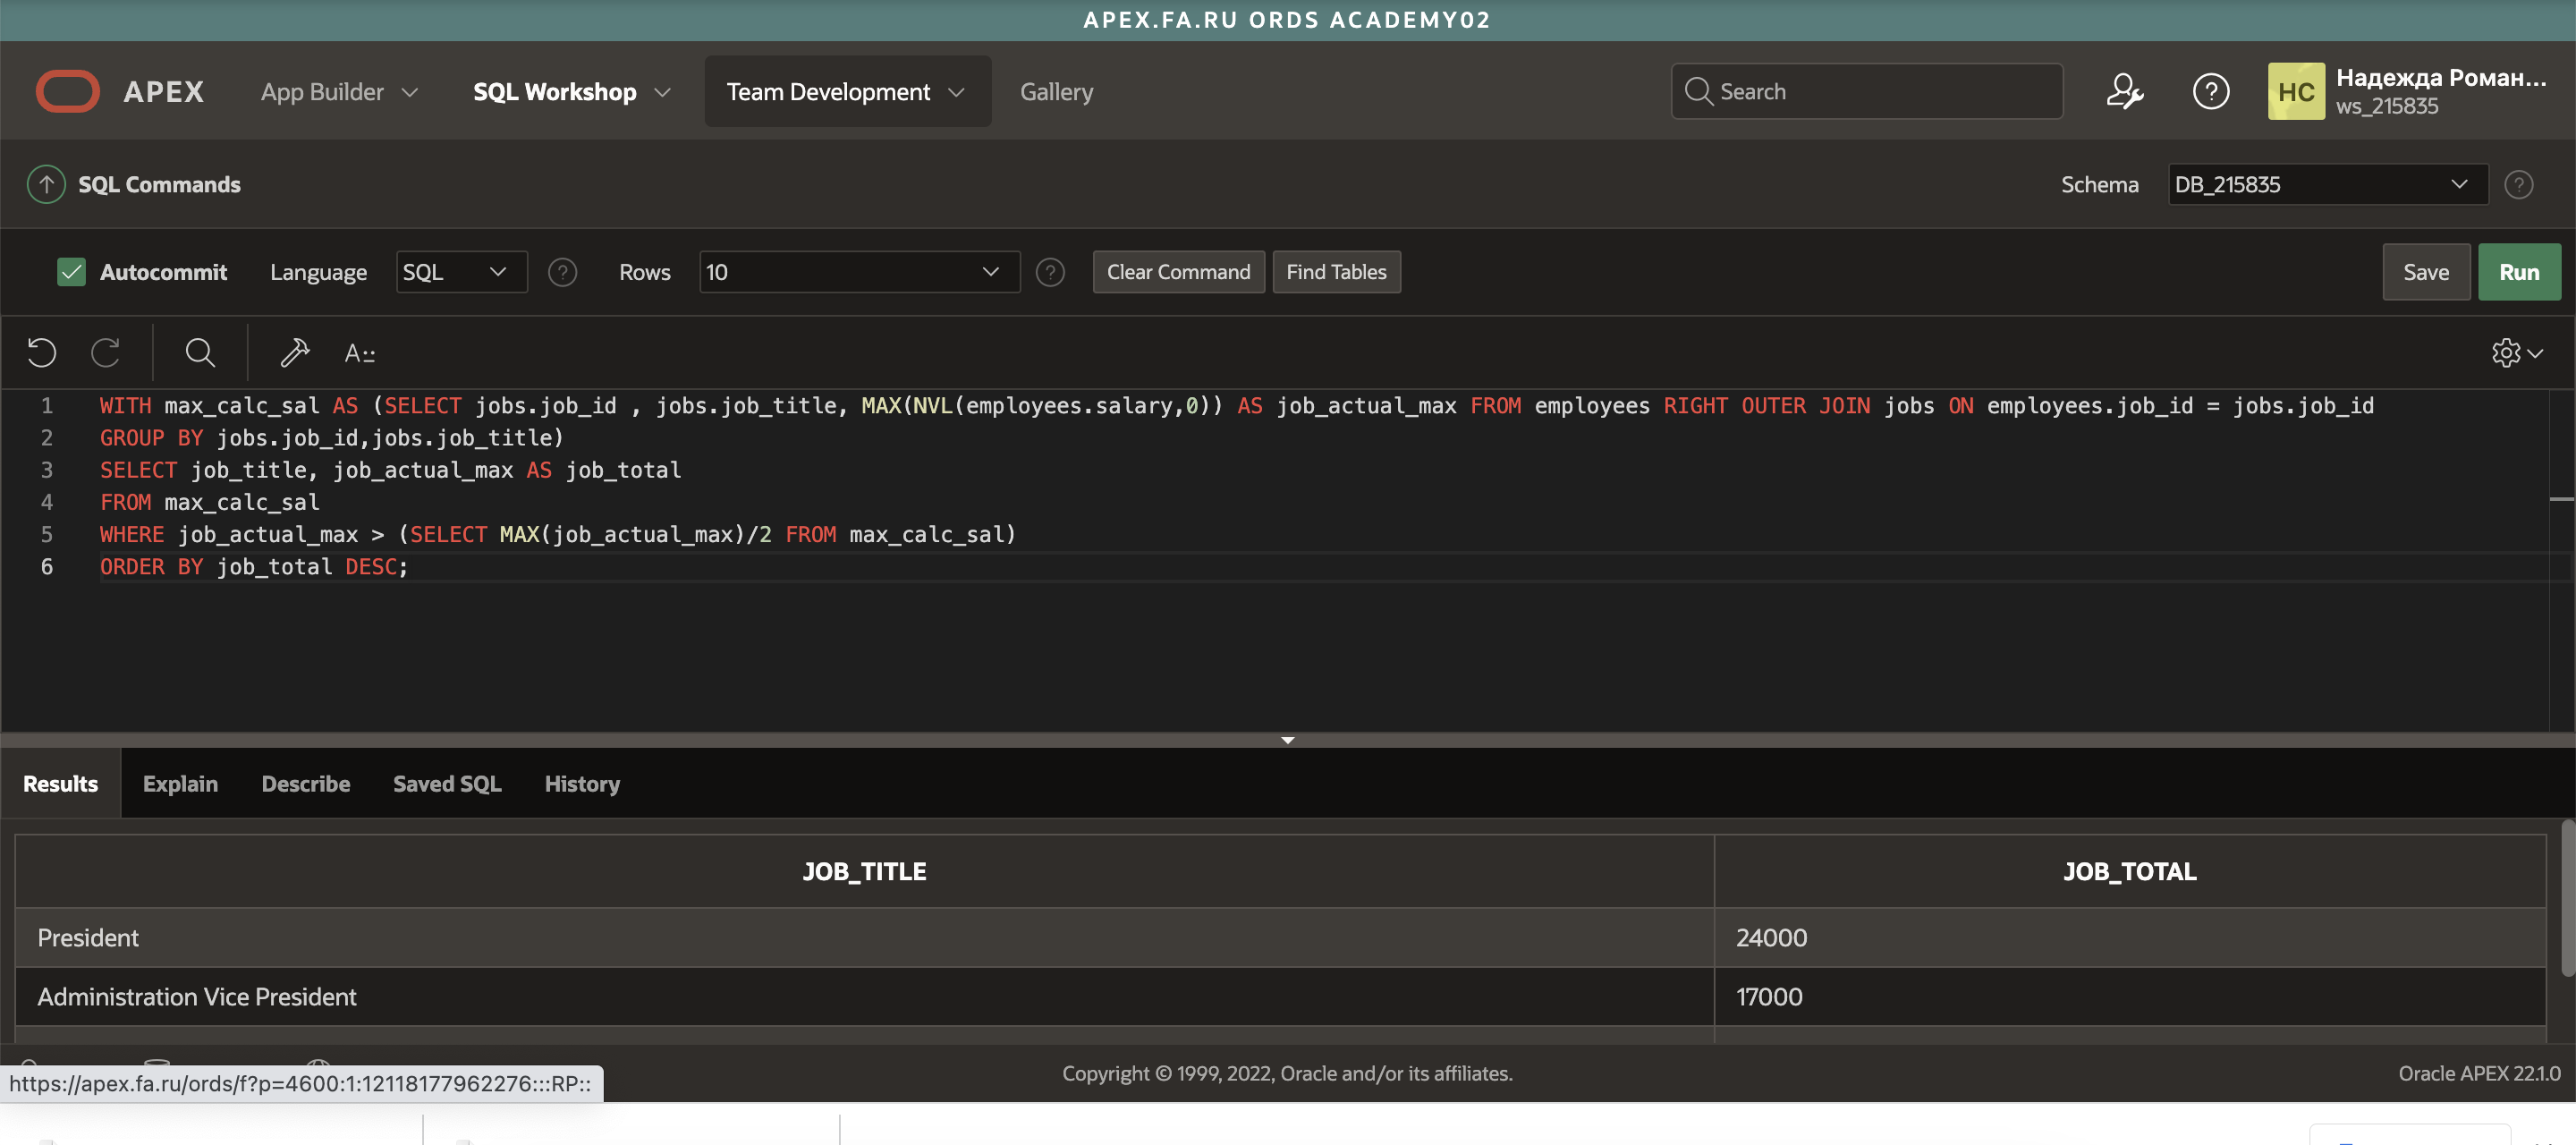 APEX.FA.RU ORDS ACADEMY02
APEX App Builder SQL Workshop Team Development Gallery Search ? НС Надежда Роман...
ws_215835
SQL Commands Schema DB_215835 ?
Autocommit Language SQL ? Rows 10 ? Clear Command Find Tables Save Run
A::
1 WITH max_calc_sal AS (SELECT jobs.job_id , jobs.job_title, MAX(NVL(employees.salary,0)) AS job_actual_max FROM employees RIGHT OUTER JOIN jobs ON employees.job_id = jobs.job_id
2 GROUP BY jobs.job_id,jobs.job_title)
3 SELECT job_title, job_actual_max AS job_total
4 FROM max_calc_sal
5 WHERE job_actual_max > (SELECT MAX(job_actual_max)/2 FROM max_calc_sal)
6 ORDER BY job_total DESC;
Results Explain Describe Saved SQL History
JOB_TITLE JOB_TOTAL
President 24000
Administration Vice President 17000
Copyright © 1999, 2022, Oracle and/or its affiliates. Oracle APEX 22.1.0
https://apex.fa.ru/ords/f?p=4600:1:12118177962276:::RP::